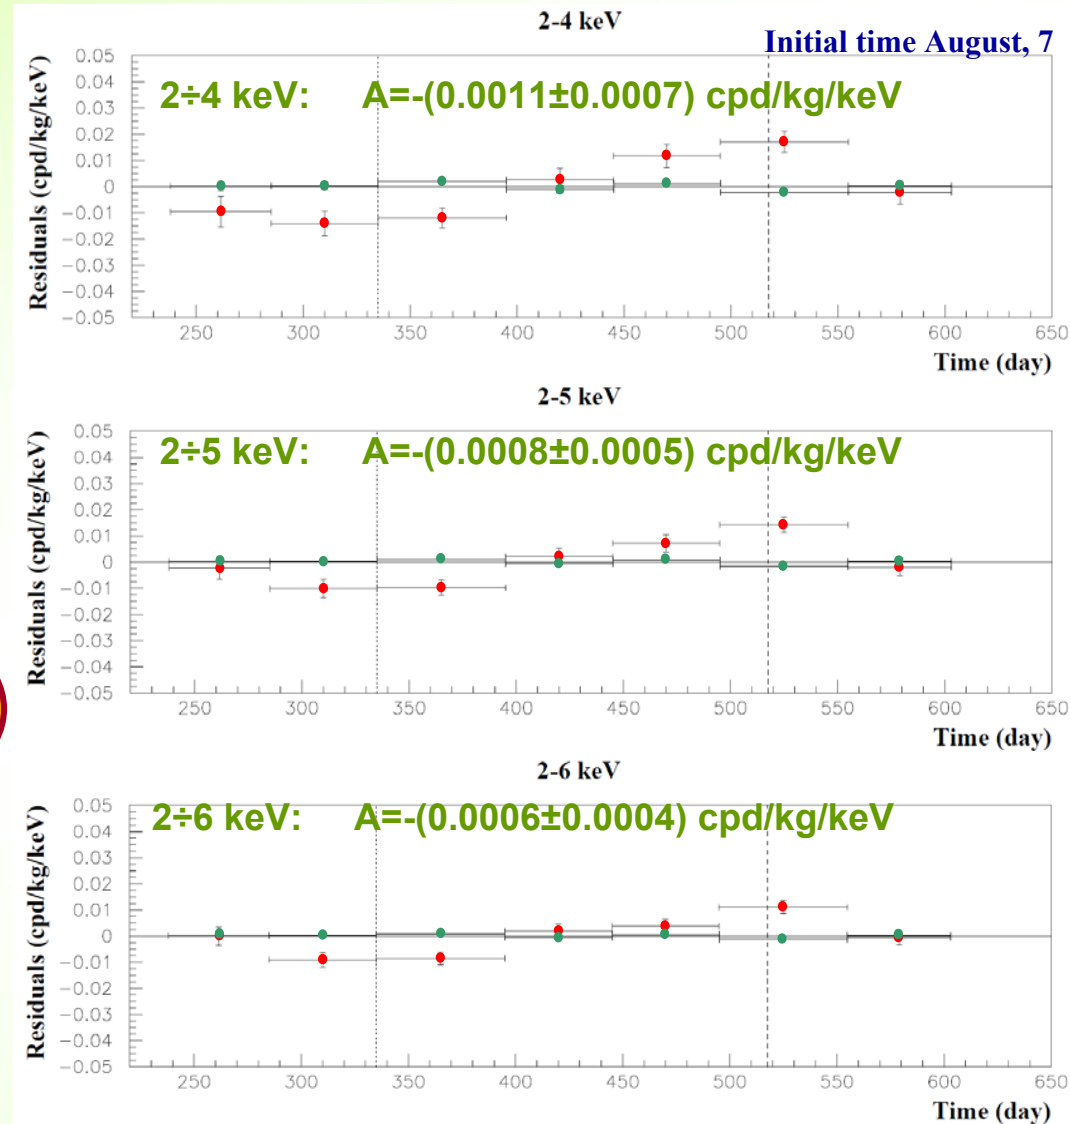 2-4 keV
Initial time August, 7
2÷4 keV: A=-(0.0011±0.0007) cpd/kg/keV
Residuals (cpd/kg/keV)
0.05
0.04
0.03
0.02
0.01
0
−0.01
−0.02
−0.03
−0.04
−0.05
250 300 350 400 450 500 550 600 650
Time (day)
2-5 keV
2÷5 keV: A=-(0.0008±0.0005) cpd/kg/keV
Residuals (cpd/kg/keV)
0.05
0.04
0.03
0.02
0.01
0
−0.01
−0.02
−0.03
−0.04
−0.05
250 300 350 400 450 500 550 600 650
Time (day)
2-6 keV
2÷6 keV: A=-(0.0006±0.0004) cpd/kg/keV
Residuals (cpd/kg/keV)
0.05
0.04
0.03
0.02
0.01
0
−0.01
−0.02
−0.03
−0.04
−0.05
250 300 350 400 450 500 550 600 650
Time (day)